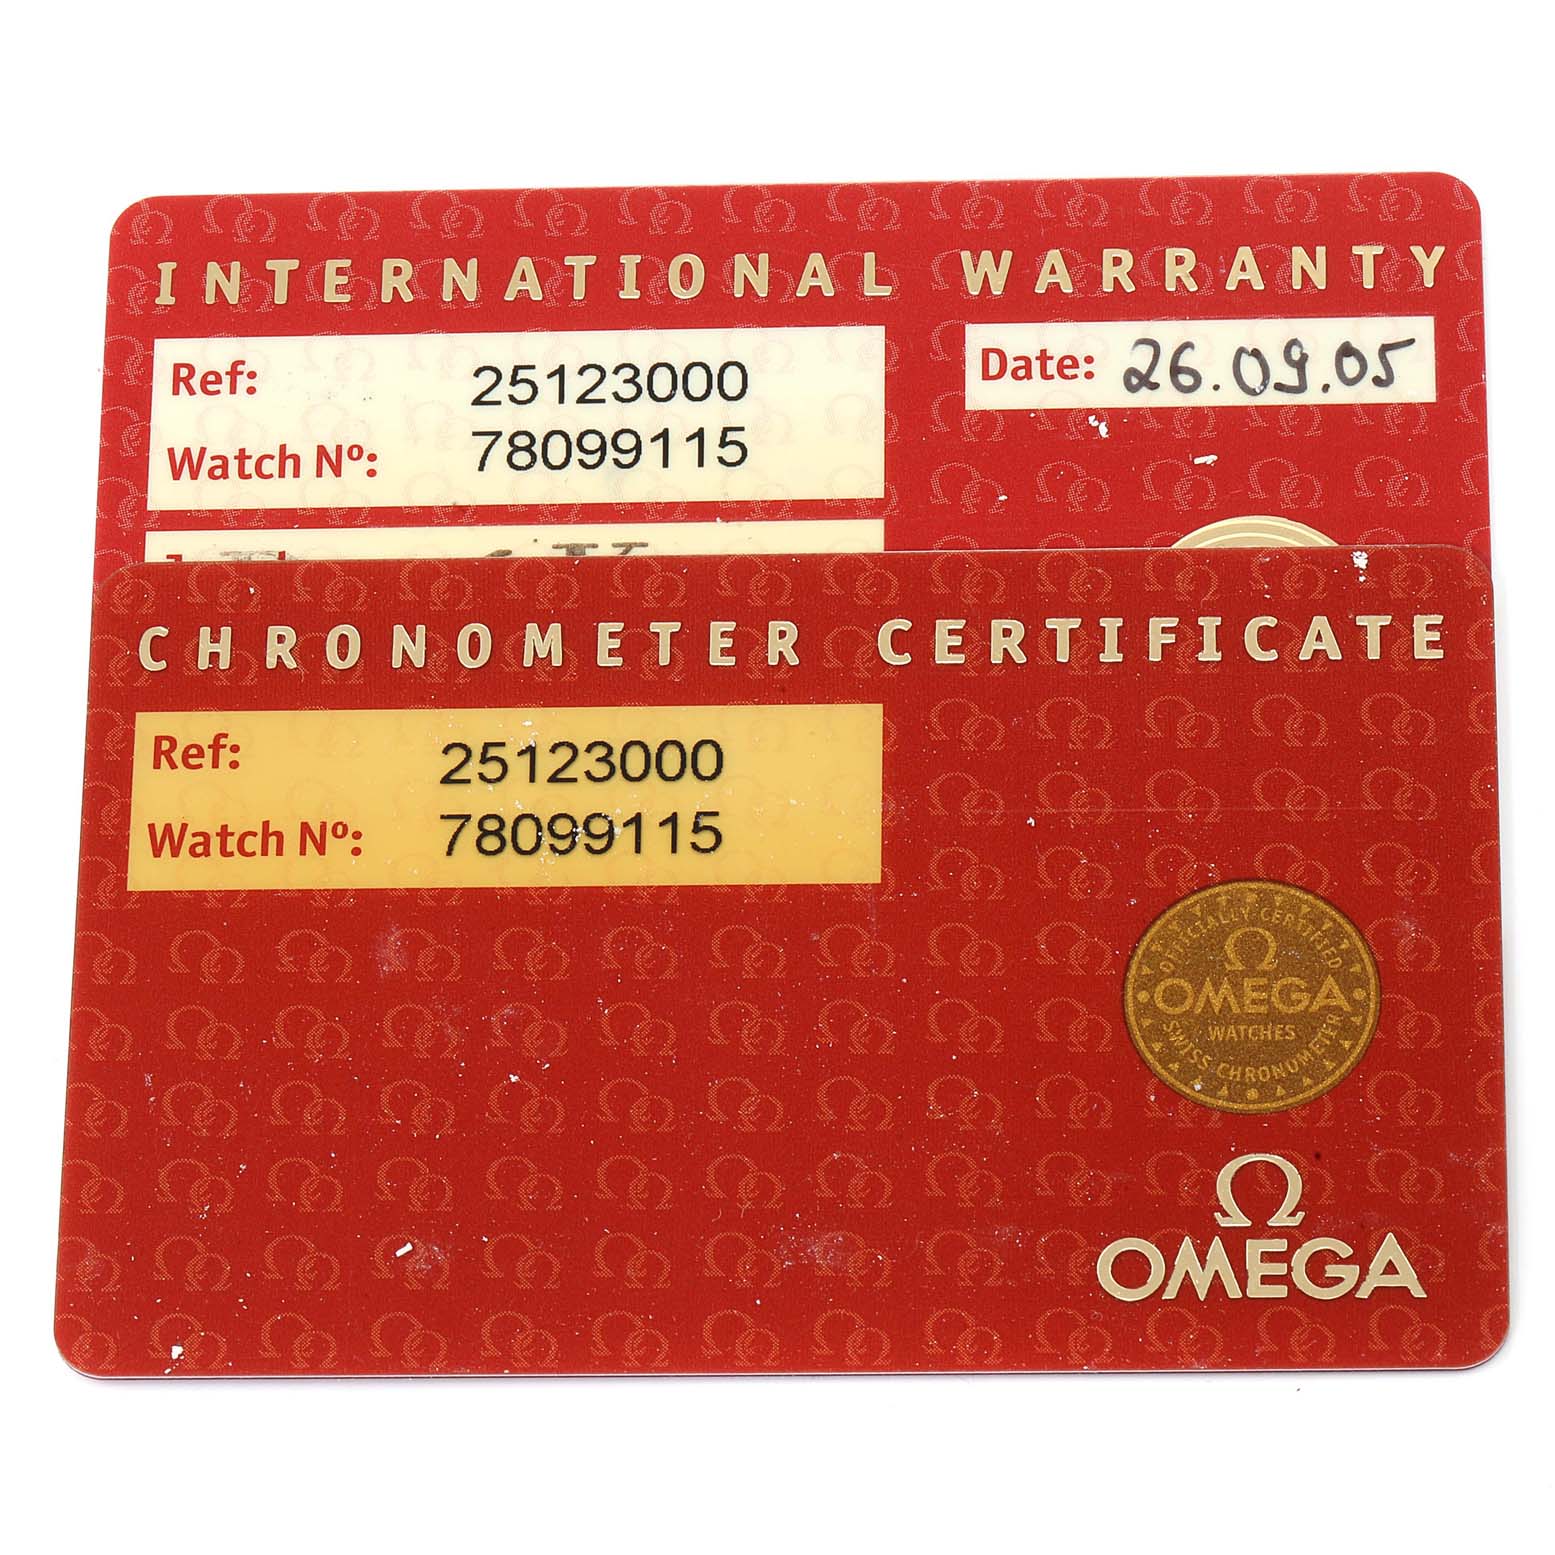 INTERNATIONAL WARRANTY
Ref: 25123000
Watch Nº: 78099115
Date: 26.09.05
CHRONOMETER CERTIFICATE
Ref: 25123000
Watch Nº: 78099115
OFFICIALLY CERTIFIED
Ω
OMEGA
WATCHES
SWISS CHRONOMETER
Ω
OMEGA